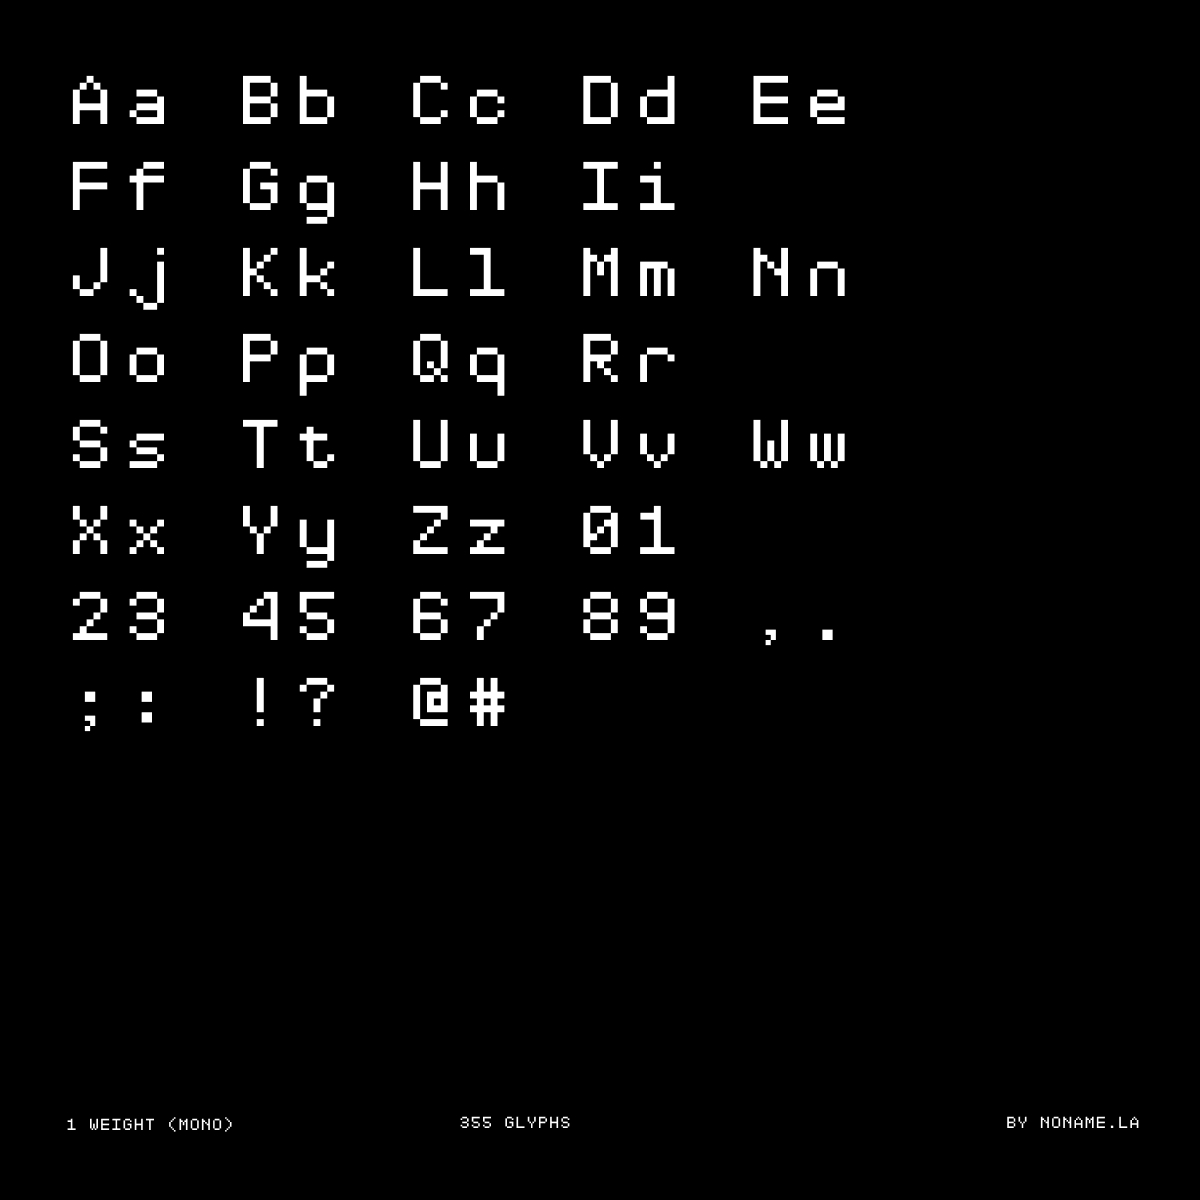 Aa Bb Cc Dd Ee
Ff Gg Hh Ii
Jj Kk Ll Mm Nn
Oo Pp Qq Rr
Ss Tt Uu Vv Ww
Xx Yy Zz 01
23 45 67 89 ,.
;: !? @#
1 WEIGHT (MONO) 355 GLYPHS BY NONAME.LA